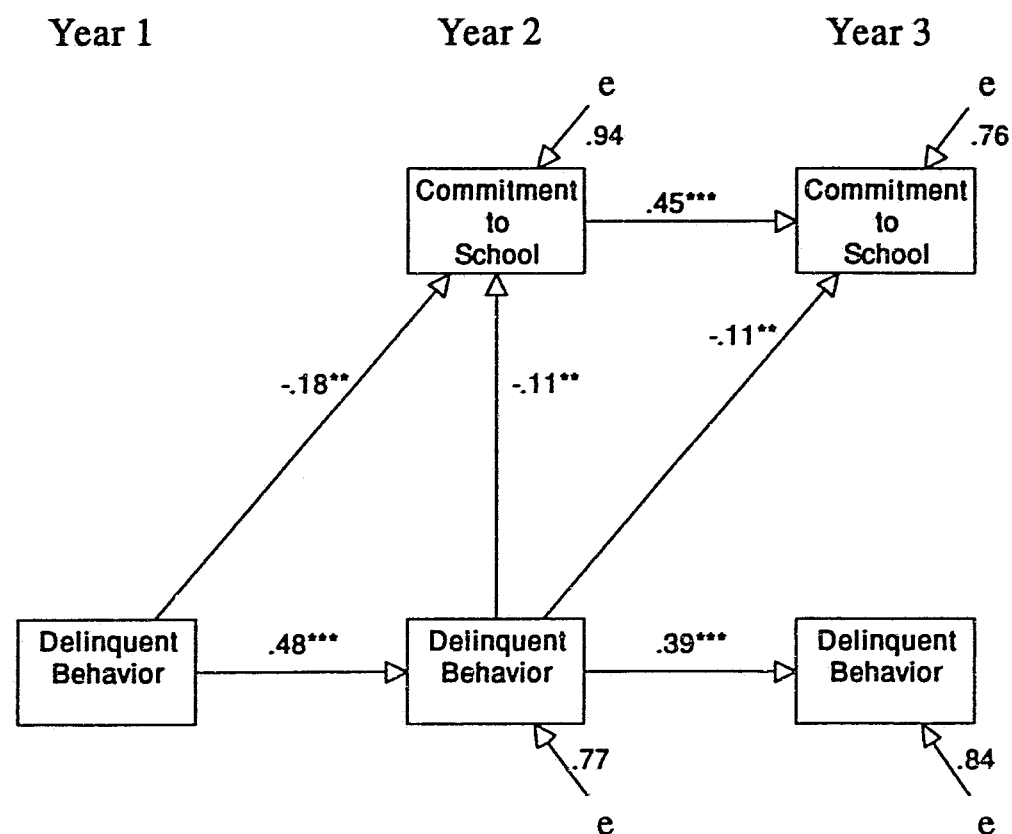 Year 1
Year 2
Year 3
e
e
.94
.76
Commitment
to
School
.45***
Commitment
to
School
-.18**
-.11**
-.11**
Delinquent
Behavior
.48***
Delinquent
Behavior
.39***
Delinquent
Behavior
.77
.84
e
e